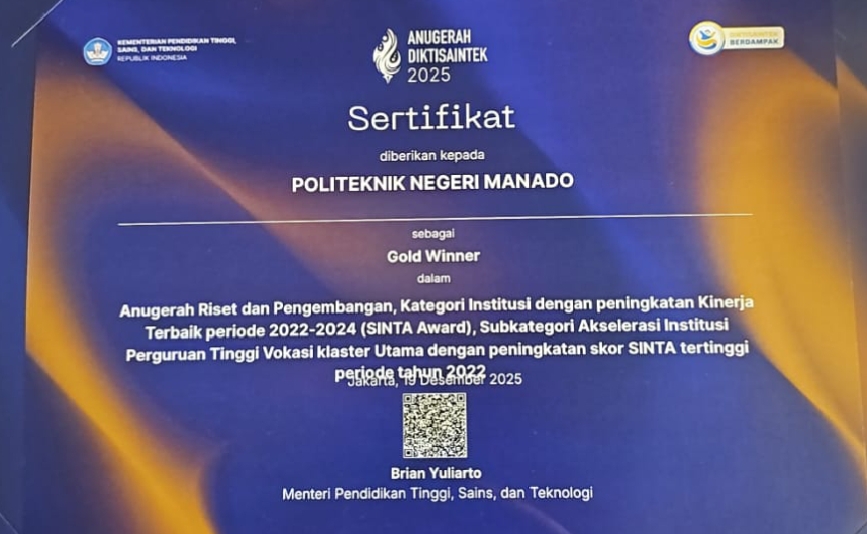 KEMENTERIAN PENDIDIKAN TINGGI,
SAINS, DAN TEKNOLOGI
REPUBLIK INDONESIA
ANUGERAH
DIKTISAINTEK
2025
DIKTISAINTEK
BERDAMPAK
Sertifikat
diberikan kepada
POLITEKNIK NEGERI MANADO
sebagai
Gold Winner
dalam
Anugerah Riset dan Pengembangan, Kategori Institusi dengan peningkatan Kinerja
Terbaik periode 2022-2024 (SINTA Award), Subkategori Akselerasi Institusi
Perguruan Tinggi Vokasi klaster Utama dengan peningkatan skor SINTA tertinggi
periode tahun 2022
Jakarta, 19 Desember 2025
Brian Yuliarto
Menteri Pendidikan Tinggi, Sains, dan Teknologi